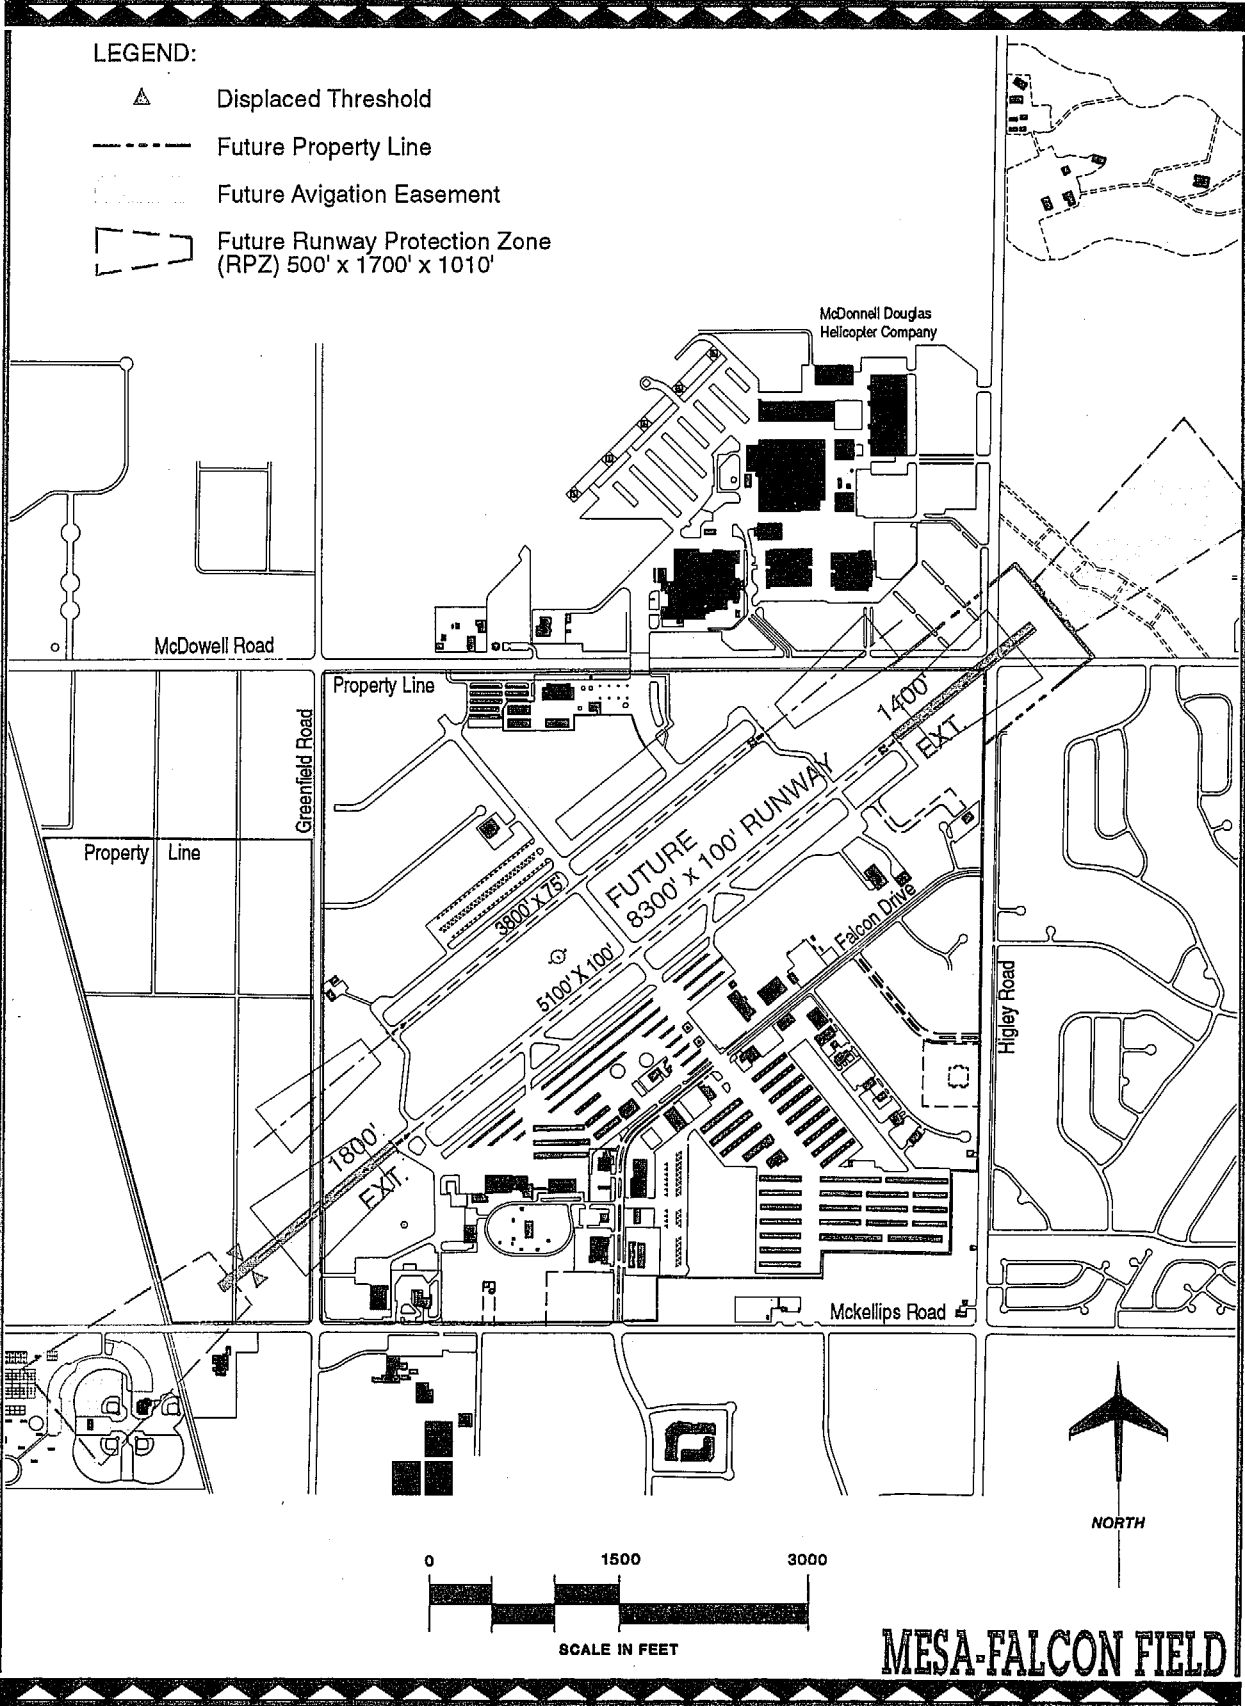 LEGEND:
Displaced Threshold
Future Property Line
Future Avigation Easement
Future Runway Protection Zone
(RPZ) 500' x 1700' x 1010'
McDonnell Douglas
Helicopter Company
McDowell Road
Property Line
Greenfield Road
1400'
EXT.
FUTURE
8300' x 100' RUNWAY
Property Line
3800' x 75'
5100' X 100'
Falcon Drive
Higley Road
1800'
EXT.
Mckellips Road
NORTH
0 1500 3000
SCALE IN FEET
MESA-FALCON FIELD